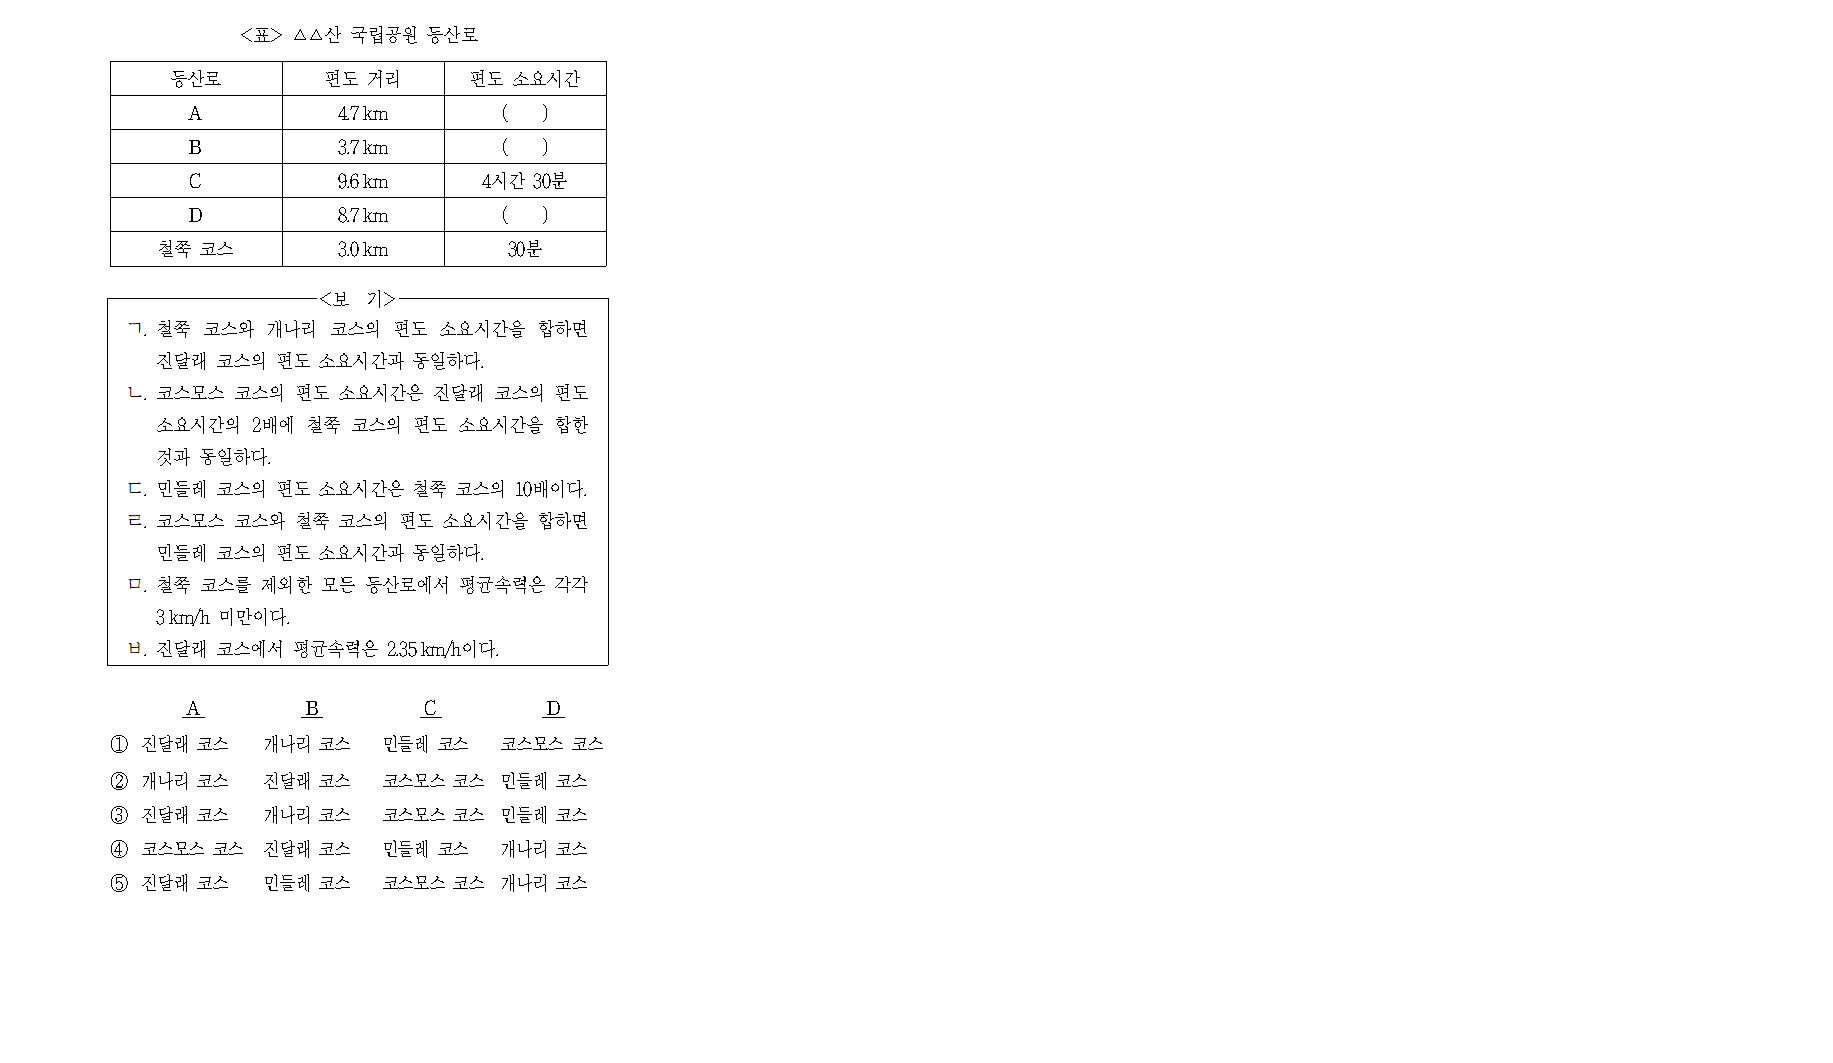 <표> △△산 국립공원 등산로
등산로 편도 거리 편도 소요시간
A 4.7km ( )
B 3.7km ( )
C 9.6km 4시간 30분
D 8.7km ( )
철쭉 코스 3.0km 30분
<보 기>
ㄱ. 철쭉 코스와 개나리 코스의 편도 소요시간을 합하면
진달래 코스의 편도 소요시간과 동일하다.
ㄴ. 코스모스 코스의 편도 소요시간은 진달래 코스의 편도
소요시간의 2배에 철쭉 코스의 편도 소요시간을 합한
것과 동일하다.
ㄷ. 민들레 코스의 편도 소요시간은 철쭉 코스의 10배이다.
ㄹ. 코스모스 코스와 철쭉 코스의 편도 소요시간을 합하면
민들레 코스의 편도 소요시간과 동일하다.
ㅁ. 철쭉 코스를 제외한 모든 등산로에서 평균속력은 각각
3km/h 미만이다.
ㅂ. 진달래 코스에서 평균속력은 2.35km/h이다.
A B C D
① 진달래 코스 개나리 코스 민들레 코스 코스모스 코스
② 개나리 코스 진달래 코스 코스모스 코스 민들레 코스
③ 진달래 코스 개나리 코스 코스모스 코스 민들레 코스
④ 코스모스 코스 진달래 코스 민들레 코스 개나리 코스
⑤ 진달래 코스 민들레 코스 코스모스 코스 개나리 코스